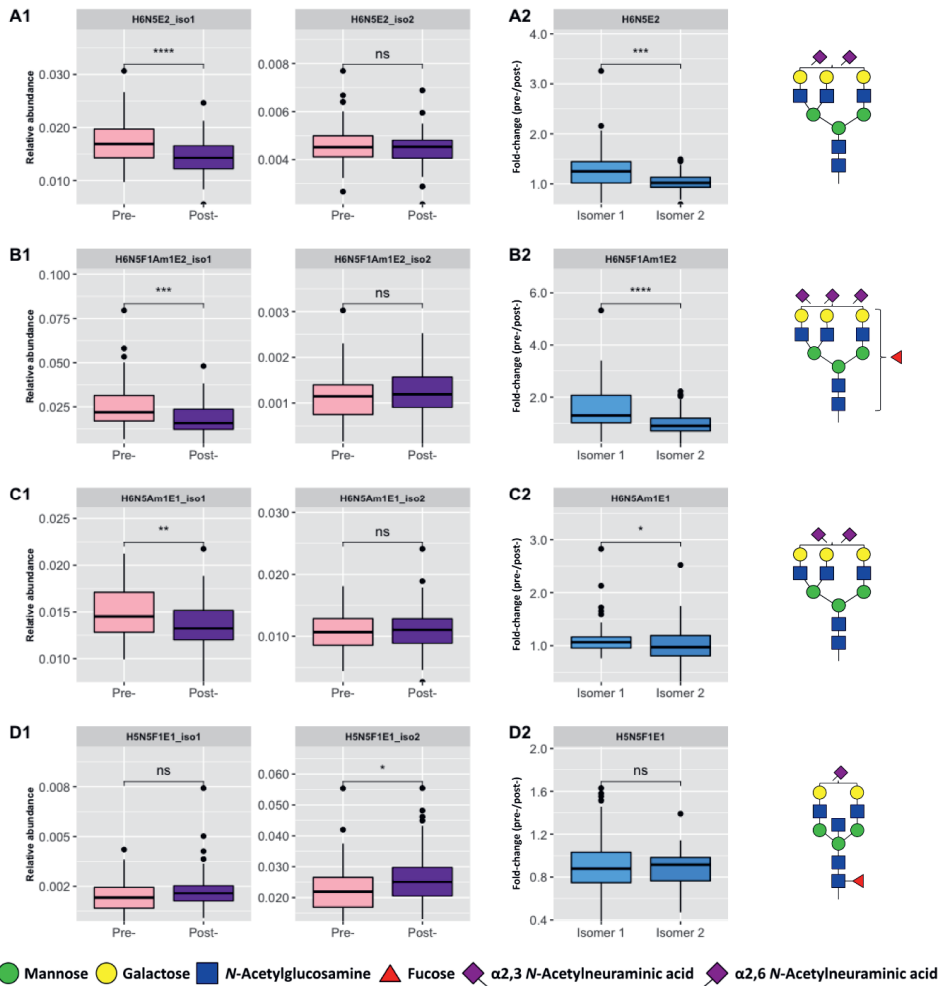 A1
H6N5E2_iso1
H6N5E2_iso2
A2
H6N5E2
Relative abundance
0.030
0.020
0.010
****
Pre-
Post-
0.008
0.006
0.004
ns
Pre-
Post-
Fold-change (pre-/post-)
4.0
3.0
2.0
1.0
***
Isomer 1
Isomer 2
B1
H6N5F1Am1E2_iso1
H6N5F1Am1E2_iso2
B2
H6N5F1Am1E2
Relative abundance
0.100
0.075
0.050
0.025
***
Pre-
Post-
0.003
0.002
0.001
ns
Pre-
Post-
Fold-change (pre-/post-)
6.0
4.0
2.0
****
Isomer 1
Isomer 2
C1
H6N5Am1E1_iso1
H6N5Am1E1_iso2
C2
H6N5Am1E1
Relative abundance
0.025
0.020
0.015
0.010
**
Pre-
Post-
0.030
0.020
0.010
ns
Pre-
Post-
Fold-change (pre-/post-)
3.0
2.0
1.0
*
Isomer 1
Isomer 2
D1
H5N5F1E1_iso1
H5N5F1E1_iso2
D2
H5N5F1E1
Relative abundance
0.008
0.005
0.002
ns
Pre-
Post-
0.060
0.050
0.040
0.030
0.020
*
Pre-
Post-
Fold-change (pre-/post-)
2.0
1.6
1.2
0.8
0.4
ns
Isomer 1
Isomer 2
Mannose Galactose N-Acetylglucosamine Fucose α2,3 N-Acetylneuraminic acid α2,6 N-Acetylneuraminic acid